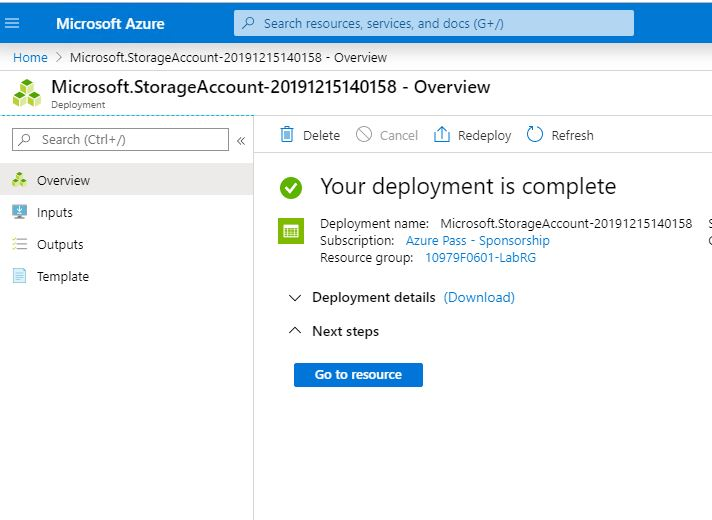 Microsoft Azure
Search resources, services, and docs (G+/)
Home > Microsoft.StorageAccount-20191215140158 - Overview
Microsoft.StorageAccount-20191215140158 - Overview
Deployment
Search (Ctrl+/)
«
Delete Cancel Redeploy Refresh
Overview
Inputs
Outputs
Template
Your deployment is complete
Deployment name: Microsoft.StorageAccount-20191215140158
Subscription: Azure Pass - Sponsorship
Resource group: 10979F0601-LabRG
Deployment details (Download)
Next steps
Go to resource